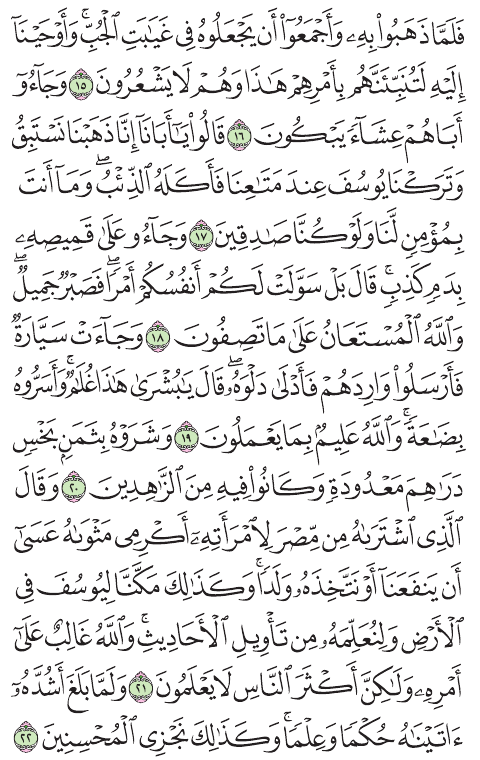 فَلَمَّا ذَهَبُوا۟ بِهِۦ وَأَجْمَعُوٓا۟ أَن يَجْعَلُوهُ فِى غَيَٰبَتِ ٱلْجُبِّ ۚ وَأَوْحَيْنَآ
إِلَيْهِ لَتُنَبِّئَنَّهُم بِأَمْرِهِمْ هَٰذَا وَهُمْ لَا يَشْعُرُونَ ١٥ وَجَآءُوٓ
أَبَاهُمْ عِشَآءً يَبْكُونَ ١٦ قَالُوا۟ يَٰٓأَبَانَآ إِنَّا ذَهَبْنَا نَسْتَبِقُ
وَتَرَكْنَا يُوسُفَ عِندَ مَتَٰعِنَا فَأَكَلَهُ ٱلذِّئْبُ ۖ وَمَآ أَنتَ
بِمُؤْمِنٍ لَّنَا وَلَوْ كُنَّا صَٰدِقِينَ ١٧ وَجَآءُو عَلَىٰ قَمِيصِهِۦ
بِدَمٍ كَذِبٍ ۚ قَالَ بَلْ سَوَّلَتْ لَكُمْ أَنفُسُكُمْ أَمْرًا ۖ فَصَبْرٌ جَمِيلٌ ۖ
وَٱللَّهُ ٱلْمُسْتَعَانُ عَلَىٰ مَا تَصِفُونَ ١٨ وَجَآءَتْ سَيَّارَةٌ
فَأَرْسَلُوا۟ وَارِدَهُمْ فَأَدْلَىٰ دَلْوَهُۥ ۖ قَالَ يَٰبُشْرَىٰ هَٰذَا غُلَٰمٌ ۚ وَأَسَرُّوهُ
بِضَٰعَةً ۚ وَٱللَّهُ عَلِيمٌۢ بِمَا يَعْمَلُونَ ١٩ وَشَرَوْهُ بِثَمَنٍۭ بَخْسٍ
دَرَٰهِمَ مَعْدُودَةٍ وَكَانُوا۟ فِيهِ مِنَ ٱلزَّٰهِدِينَ ٢٠ وَقَالَ
ٱلَّذِى ٱشْتَرَىٰهُ مِن مِّصْرَ لِٱمْرَأَتِهِۦٓ أَكْرِمِى مَثْوَىٰهُ عَسَىٰٓ
أَن يَنفَعَنَآ أَوْ نَتَّخِذَهُۥ وَلَدًا ۚ وَكَذَٰلِكَ مَكَّنَّا لِيُوسُفَ فِى
ٱلْأَرْضِ وَلِنُعَلِّمَهُۥ مِن تَأْوِيلِ ٱلْأَحَادِيثِ ۚ وَٱللَّهُ غَالِبٌ عَلَىٰٓ
أَمْرِهِۦ وَلَٰكِنَّ أَكْثَرَ ٱلنَّاسِ لَا يَعْلَمُونَ ٢١ وَلَمَّا بَلَغَ أَشُدَّهُۥٓ
ءَاتَيْنَٰهُ حُكْمًا وَعِلْمًا ۚ وَكَذَٰلِكَ نَجْزِى ٱلْمُحْسِنِينَ ٢٢